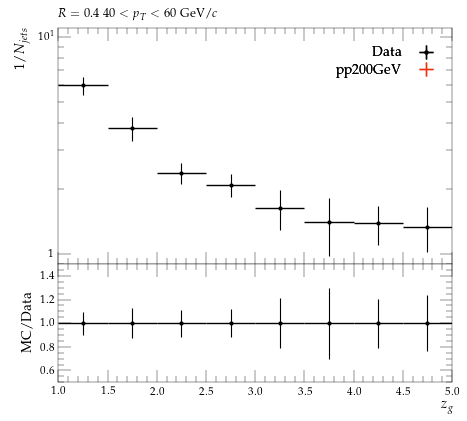 R = 0.4 40 < p_T < 60 GeV/c
10¹
1/N_jets
Data
pp200GeV
1
1.4
1.2
1.0
0.8
0.6
MC/Data
1.0 1.5 2.0 2.5 3.0 3.5 4.0 4.5 5.0
z_g